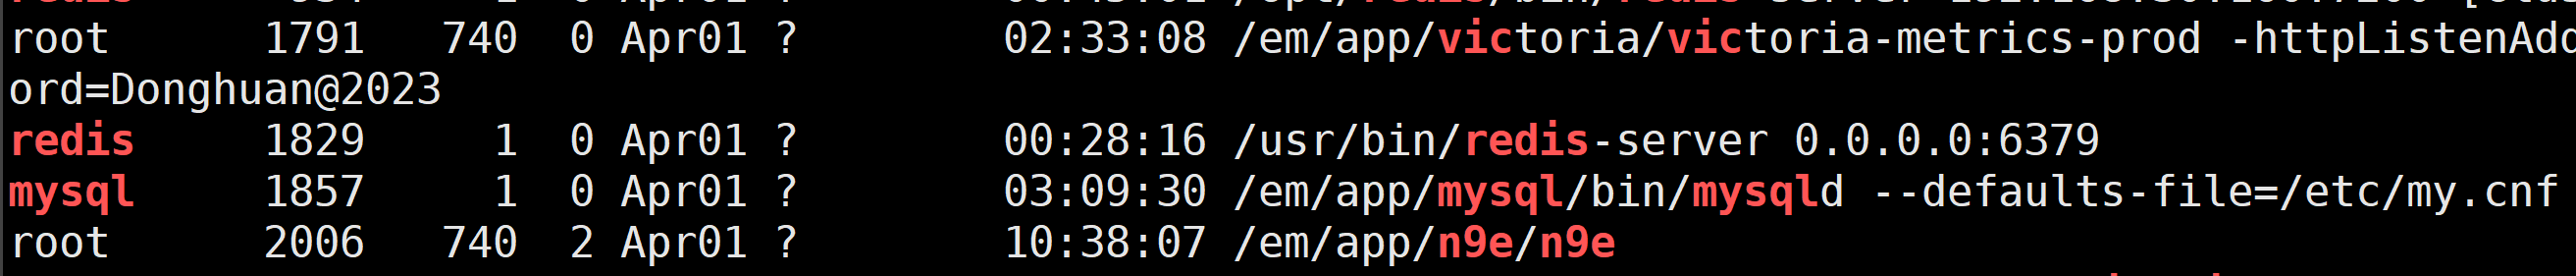 root 1791 740 0 Apr01 ? 02:33:08 /em/app/victoria/victoria-metrics-prod -httpListenAdd
ord=Donghuan@2023
redis 1829 1 0 Apr01 ? 00:28:16 /usr/bin/redis-server 0.0.0.0:6379
mysql 1857 1 0 Apr01 ? 03:09:30 /em/app/mysql/bin/mysqld --defaults-file=/etc/my.cnf
root 2006 740 2 Apr01 ? 10:38:07 /em/app/n9e/n9e